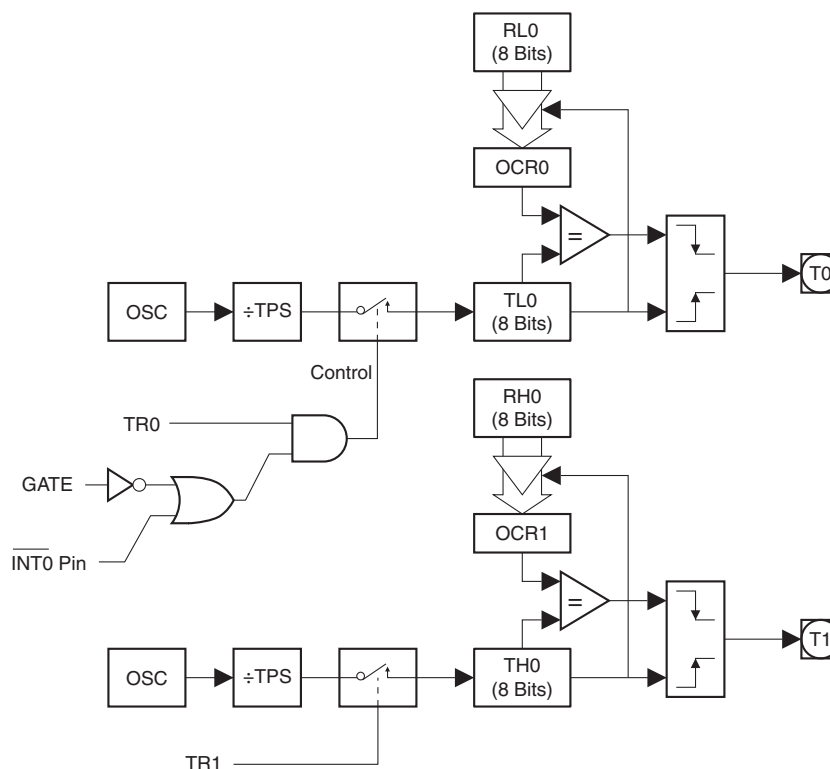 RL0
(8 Bits)
OCR0
=
T0
OSC
÷TPS
TL0
(8 Bits)
Control
RH0
(8 Bits)
TR0
GATE
OCR1
INT0 Pin
=
T1
OSC
÷TPS
TH0
(8 Bits)
TR1